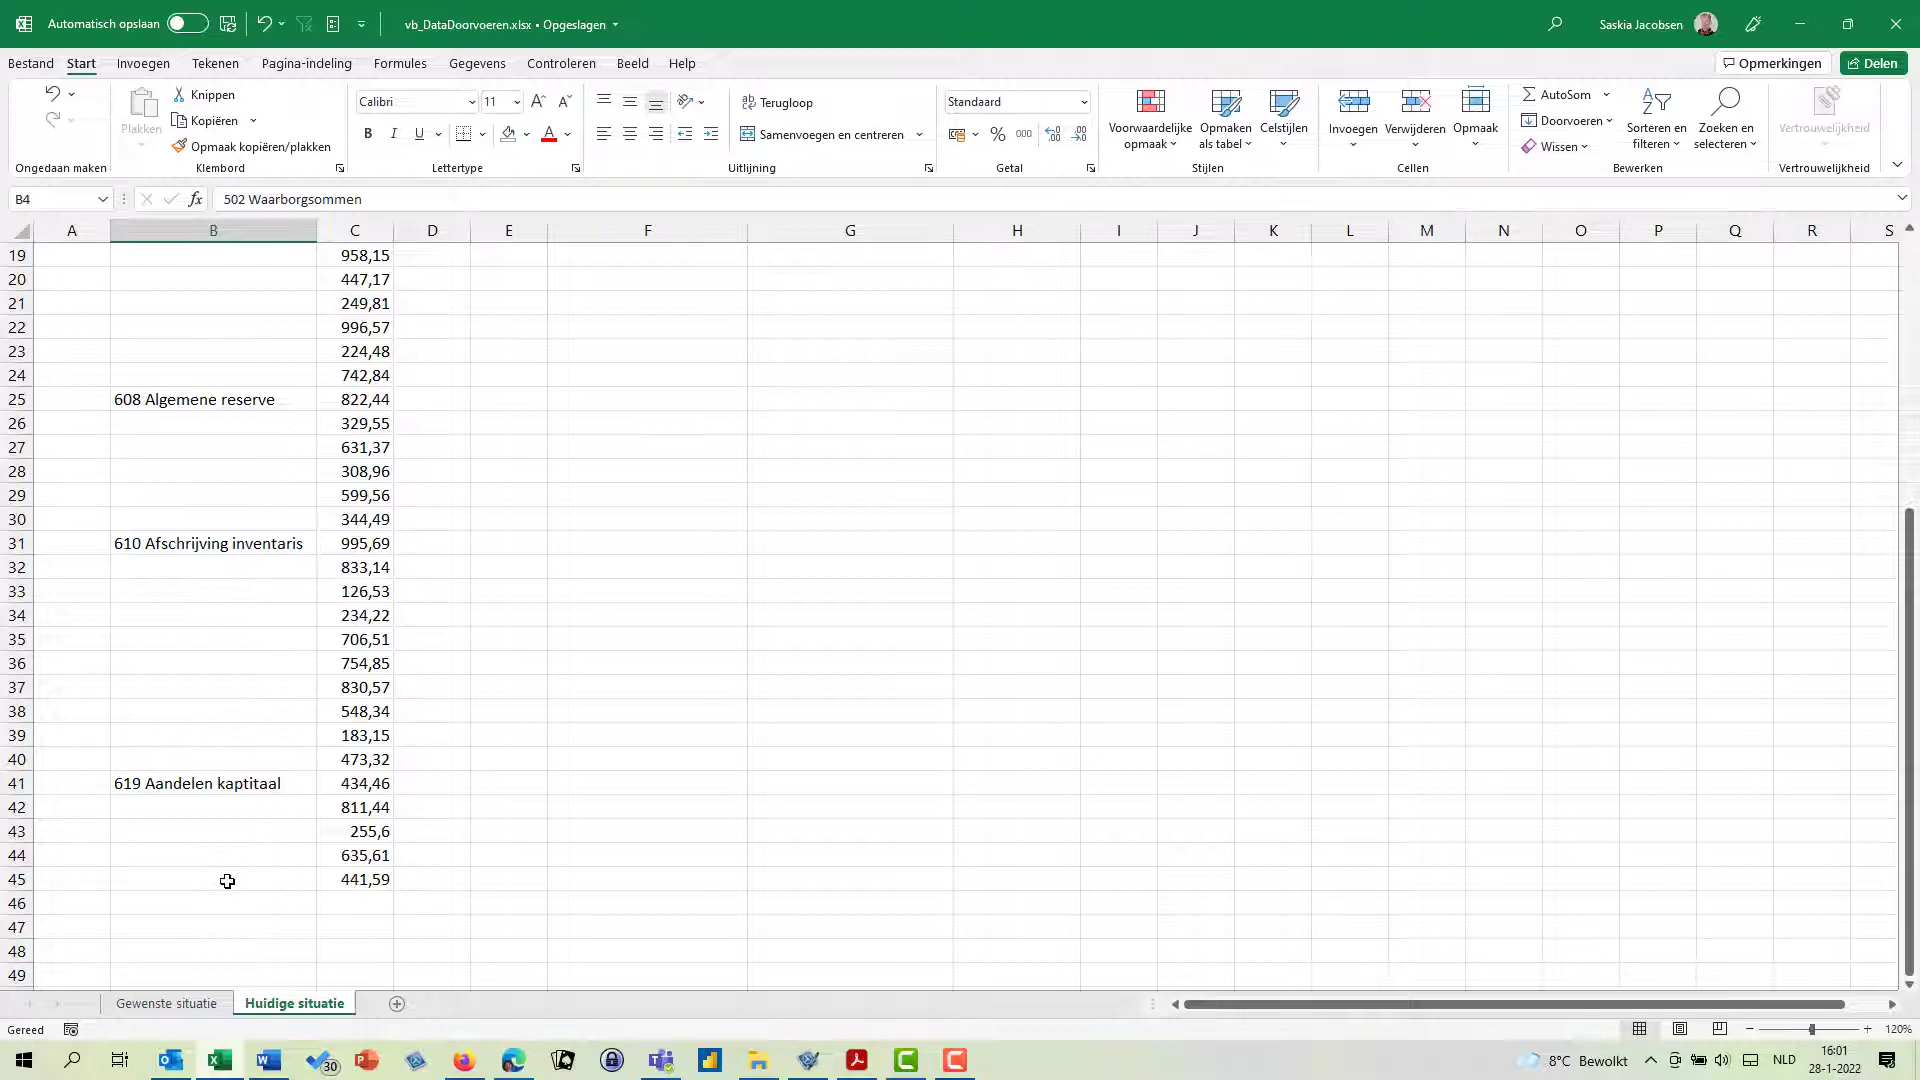 Automatisch opslaan
vb_DataDoorvoeren.xlsx • Opgeslagen
Saskia Jacobsen
Bestand Start Invoegen Tekenen Pagina-indeling Formules Gegevens Controleren Beeld Help Opmerkingen Delen
Plakken
Knippen
Kopiëren
Opmaak kopiëren/plakken
Calibri 11
B I U A
ab Terugloop
Samenvoegen en centreren
Standaard
% 000
Voorwaardelijke opmaak
Opmaken als tabel
Celstijlen
Invoegen
Verwijderen
Opmaak
AutoSom
Doorvoeren
Wissen
Sorteren en filteren
Zoeken en selecteren
Vertrouwelijkheid
Ongedaan maken Klembord Lettertype Uitlijning Getal Stijlen Cellen Bewerken Vertrouwelijkheid
B4 fx 502 Waarborgsommen
A B C D E F G H I J K L M N O P Q R S
19 958,15
20 447,17
21 249,81
22 996,57
23 224,48
24 742,84
25 608 Algemene reserve 822,44
26 329,55
27 631,37
28 308,96
29 599,56
30 344,49
31 610 Afschrijving inventaris 995,69
32 833,14
33 126,53
34 234,22
35 706,51
36 754,85
37 830,57
38 548,34
39 183,15
40 473,32
41 619 Aandelen kaptitaal 434,46
42 811,44
43 255,6
44 635,61
45 441,59
46
47
48
49
Gewenste situatie Huidige situatie
Gereed
120%
30
8°C Bewolkt
NLD
16:01
28-1-2022